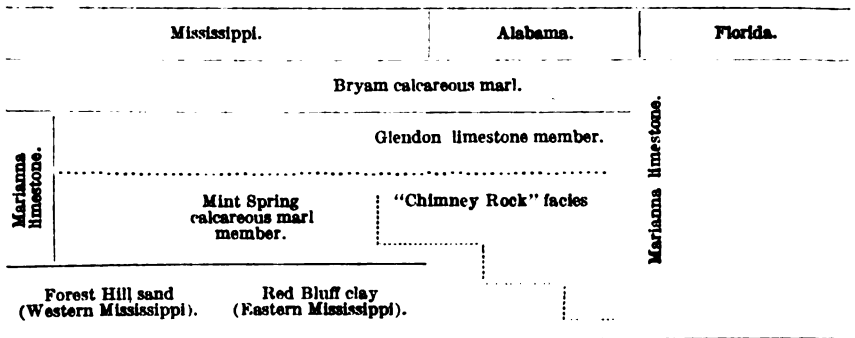 Mississippi.
Alabama.
Florida.
Bryam calcareous marl.
Marianna
limestone.
Glendon limestone member.
Mint Spring
calcareous marl
member.
"Chimney Rock" facies
Marianna limestone.
Forest Hill sand
(Western Mississippi).
Red Bluff clay
(Eastern Mississippi).